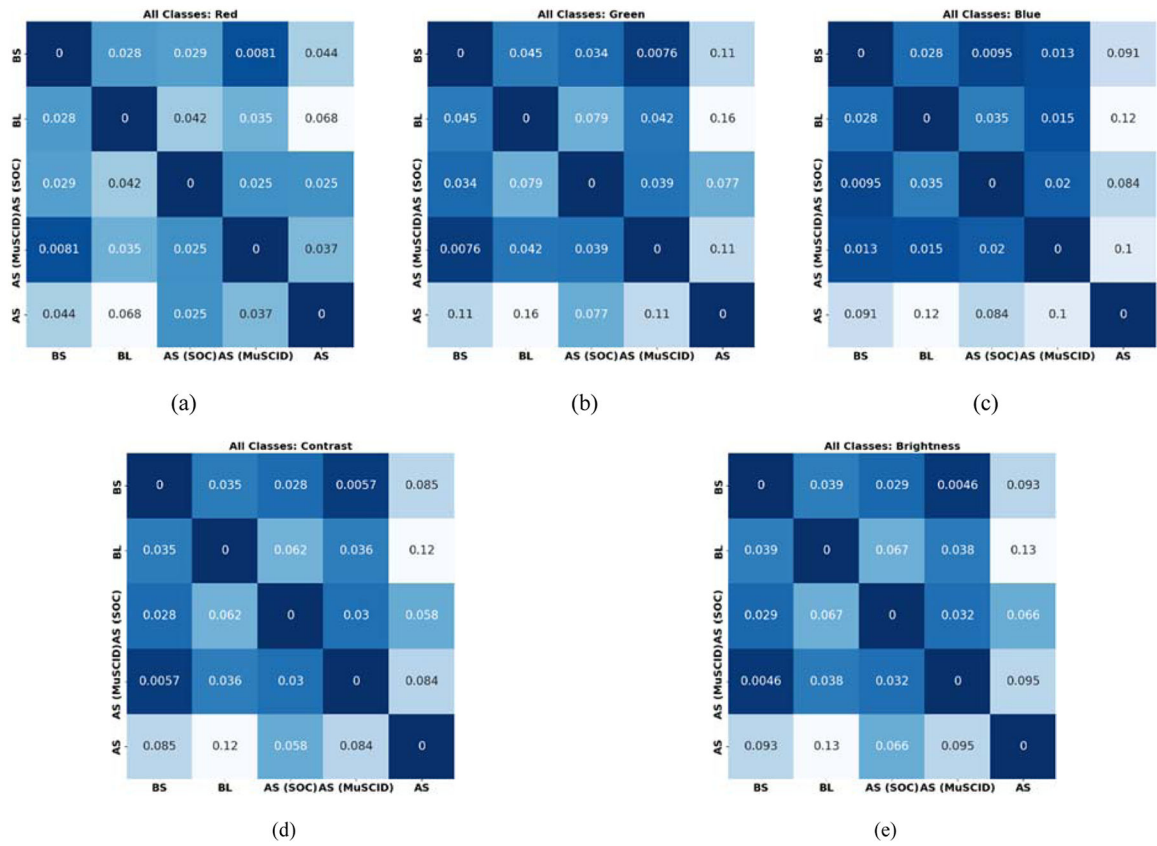 All Classes: Red
BS 0 0.028 0.029 0.0081 0.044
BL 0.028 0 0.042 0.035 0.068
AS (SOC) 0.029 0.042 0 0.025 0.025
AS (MuSCID) 0.0081 0.035 0.025 0 0.037
AS 0.044 0.068 0.025 0.037 0
BS BL AS (SOC) AS (MuSCID) AS
(a)
All Classes: Green
BS 0 0.045 0.034 0.0076 0.11
BL 0.045 0 0.079 0.042 0.16
AS (SOC) 0.034 0.079 0 0.039 0.077
AS (MuSCID) 0.0076 0.042 0.039 0 0.11
AS 0.11 0.16 0.077 0.11 0
BS BL AS (SOC) AS (MuSCID) AS
(b)
All Classes: Blue
BS 0 0.028 0.0095 0.013 0.091
BL 0.028 0 0.035 0.015 0.12
AS (SOC) 0.0095 0.035 0 0.02 0.084
AS (MuSCID) 0.013 0.015 0.02 0 0.1
AS 0.091 0.12 0.084 0.1 0
BS BL AS (SOC) AS (MuSCID) AS
(c)
All Classes: Contrast
BS 0 0.035 0.028 0.0057 0.085
BL 0.035 0 0.062 0.036 0.12
AS (SOC) 0.028 0.062 0 0.03 0.058
AS (MuSCID) 0.0057 0.036 0.03 0 0.084
AS 0.085 0.12 0.058 0.084 0
BS BL AS (SOC) AS (MuSCID) AS
(d)
All Classes: Brightness
BS 0 0.039 0.029 0.0046 0.093
BL 0.039 0 0.067 0.038 0.13
AS (SOC) 0.029 0.067 0 0.032 0.066
AS (MuSCID) 0.0046 0.038 0.032 0 0.095
AS 0.093 0.13 0.066 0.095 0
BS BL AS (SOC) AS (MuSCID) AS
(e)